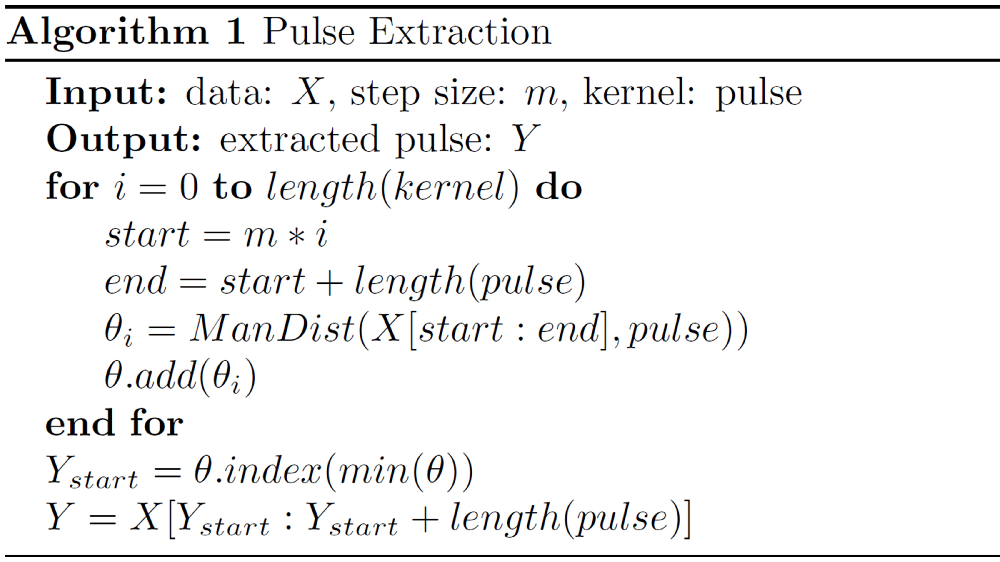 Algorithm 1 Pulse Extraction
Input: data: X, step size: m, kernel: pulse
Output: extracted pulse: Y
for i = 0 to length(kernel) do
start = m * i
end = start + length(pulse)
θ_i = ManDist(X[start : end], pulse))
θ.add(θ_i)
end for
Y_start = θ.index(min(θ))
Y = X[Y_start : Y_start + length(pulse)]